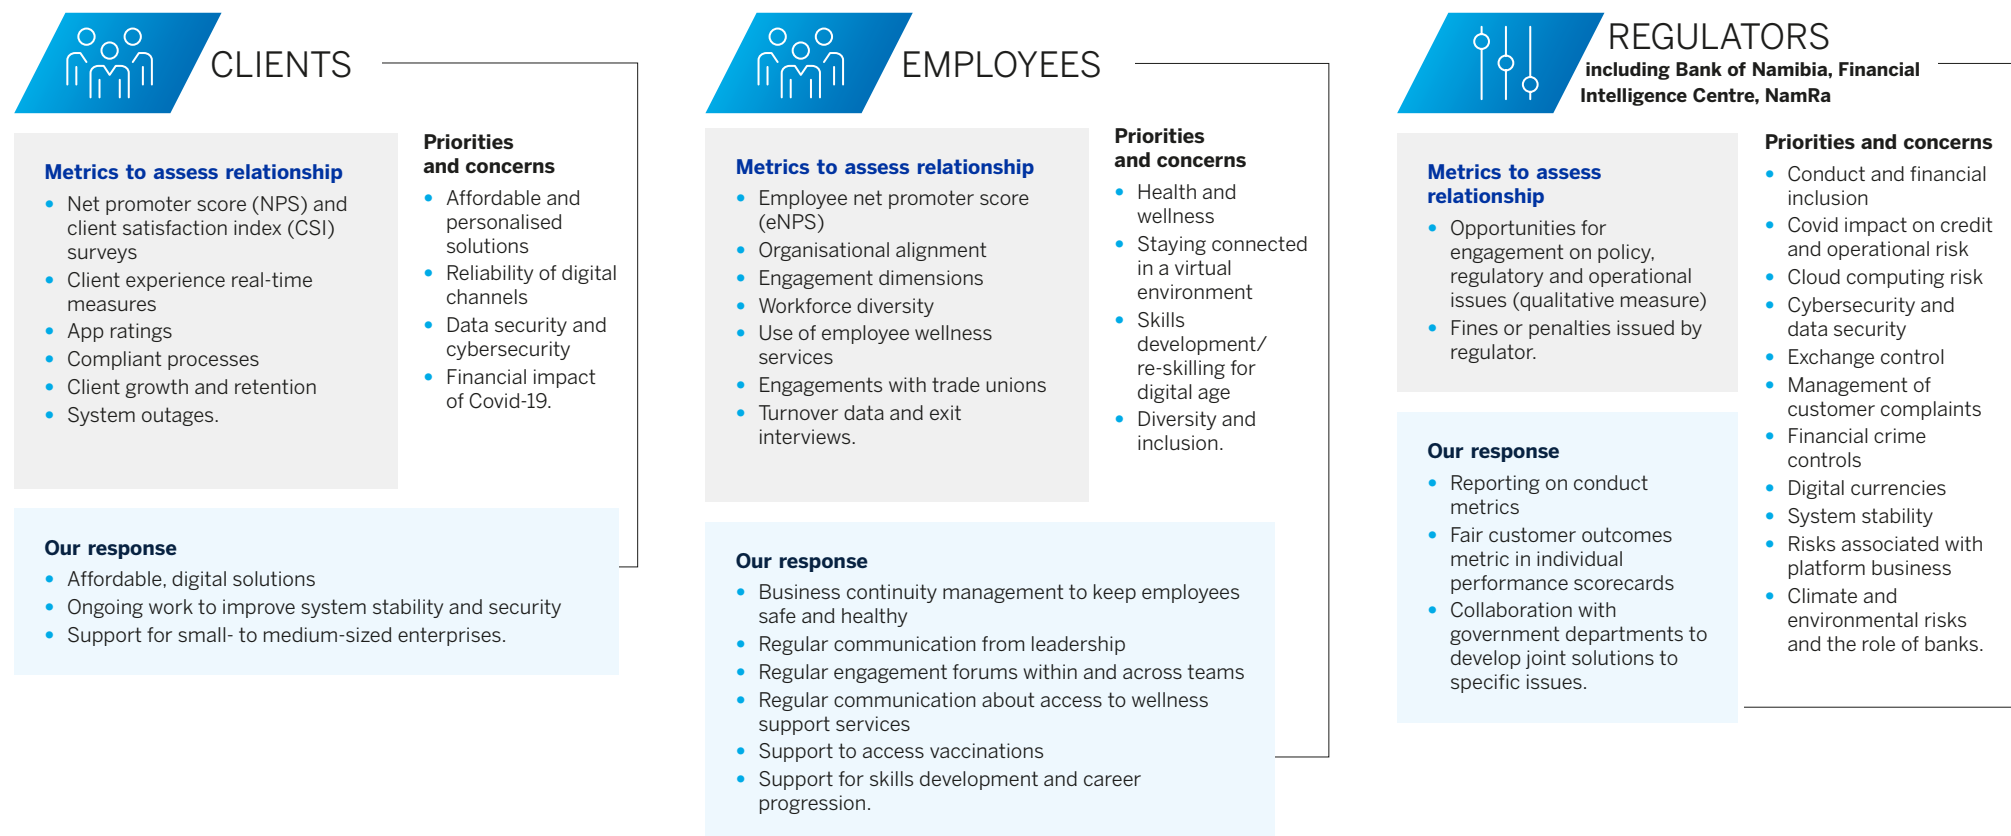 CLIENTS
Metrics to assess relationship
• Net promoter score (NPS) and
client satisfaction index (CSI)
surveys
• Client experience real-time
measures
• App ratings
• Compliant processes
• Client growth and retention
• System outages.
Priorities
and concerns
• Affordable and
personalised
solutions
• Reliability of digital
channels
• Data security and
cybersecurity
• Financial impact
of Covid-19.
Our response
• Affordable, digital solutions
• Ongoing work to improve system stability and security
• Support for small- to medium-sized enterprises.
EMPLOYEES
Metrics to assess relationship
• Employee net promoter score
(eNPS)
• Organisational alignment
• Engagement dimensions
• Workforce diversity
• Use of employee wellness
services
• Engagements with trade unions
• Turnover data and exit
interviews.
Priorities
and concerns
• Health and
wellness
• Staying connected
in a virtual
environment
• Skills
development/
re-skilling for
digital age
• Diversity and
inclusion.
Our response
• Business continuity management to keep employees
safe and healthy
• Regular communication from leadership
• Regular engagement forums within and across teams
• Regular communication about access to wellness
support services
• Support to access vaccinations
• Support for skills development and career
progression.
REGULATORS
including Bank of Namibia, Financial
Intelligence Centre, NamRa
Metrics to assess
relationship
• Opportunities for
engagement on policy,
regulatory and operational
issues (qualitative measure)
• Fines or penalties issued by
regulator.
Our response
• Reporting on conduct
metrics
• Fair customer outcomes
metric in individual
performance scorecards
• Collaboration with
government departments to
develop joint solutions to
specific issues.
Priorities and concerns
• Conduct and financial
inclusion
• Covid impact on credit
and operational risk
• Cloud computing risk
• Cybersecurity and
data security
• Exchange control
• Management of
customer complaints
• Financial crime
controls
• Digital currencies
• System stability
• Risks associated with
platform business
• Climate and
environmental risks
and the role of banks.